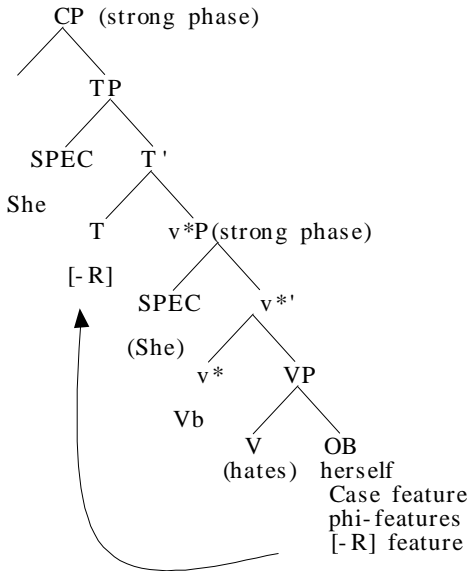 CP (strong phase)
TP
SPEC T'
She
T v*P(strong phase)
[-R]
SPEC v*'
(She)
v* VP
Vb
V OB
(hates) herself
Case feature
phi-features
[-R] feature